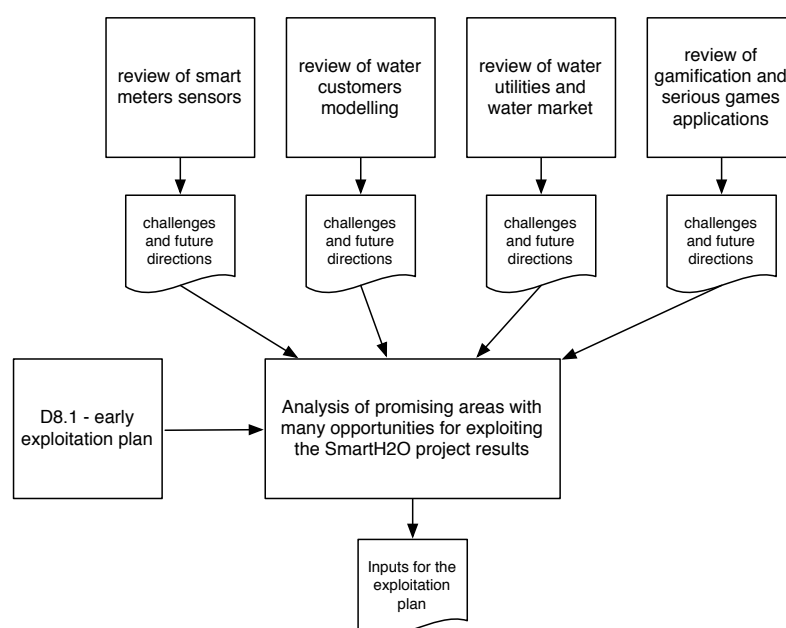 review of smart
meters sensors
review of water
customers
modelling
review of water
utilities and
water market
review of
gamification and
serious games
applications
challenges
and future
directions
challenges
and future
directions
challenges
and future
directions
challenges
and future
directions
D8.1 - early
exploitation plan
Analysis of promising areas with
many opportunities for exploiting
the SmartH2O project results
Inputs for the
exploitation
plan